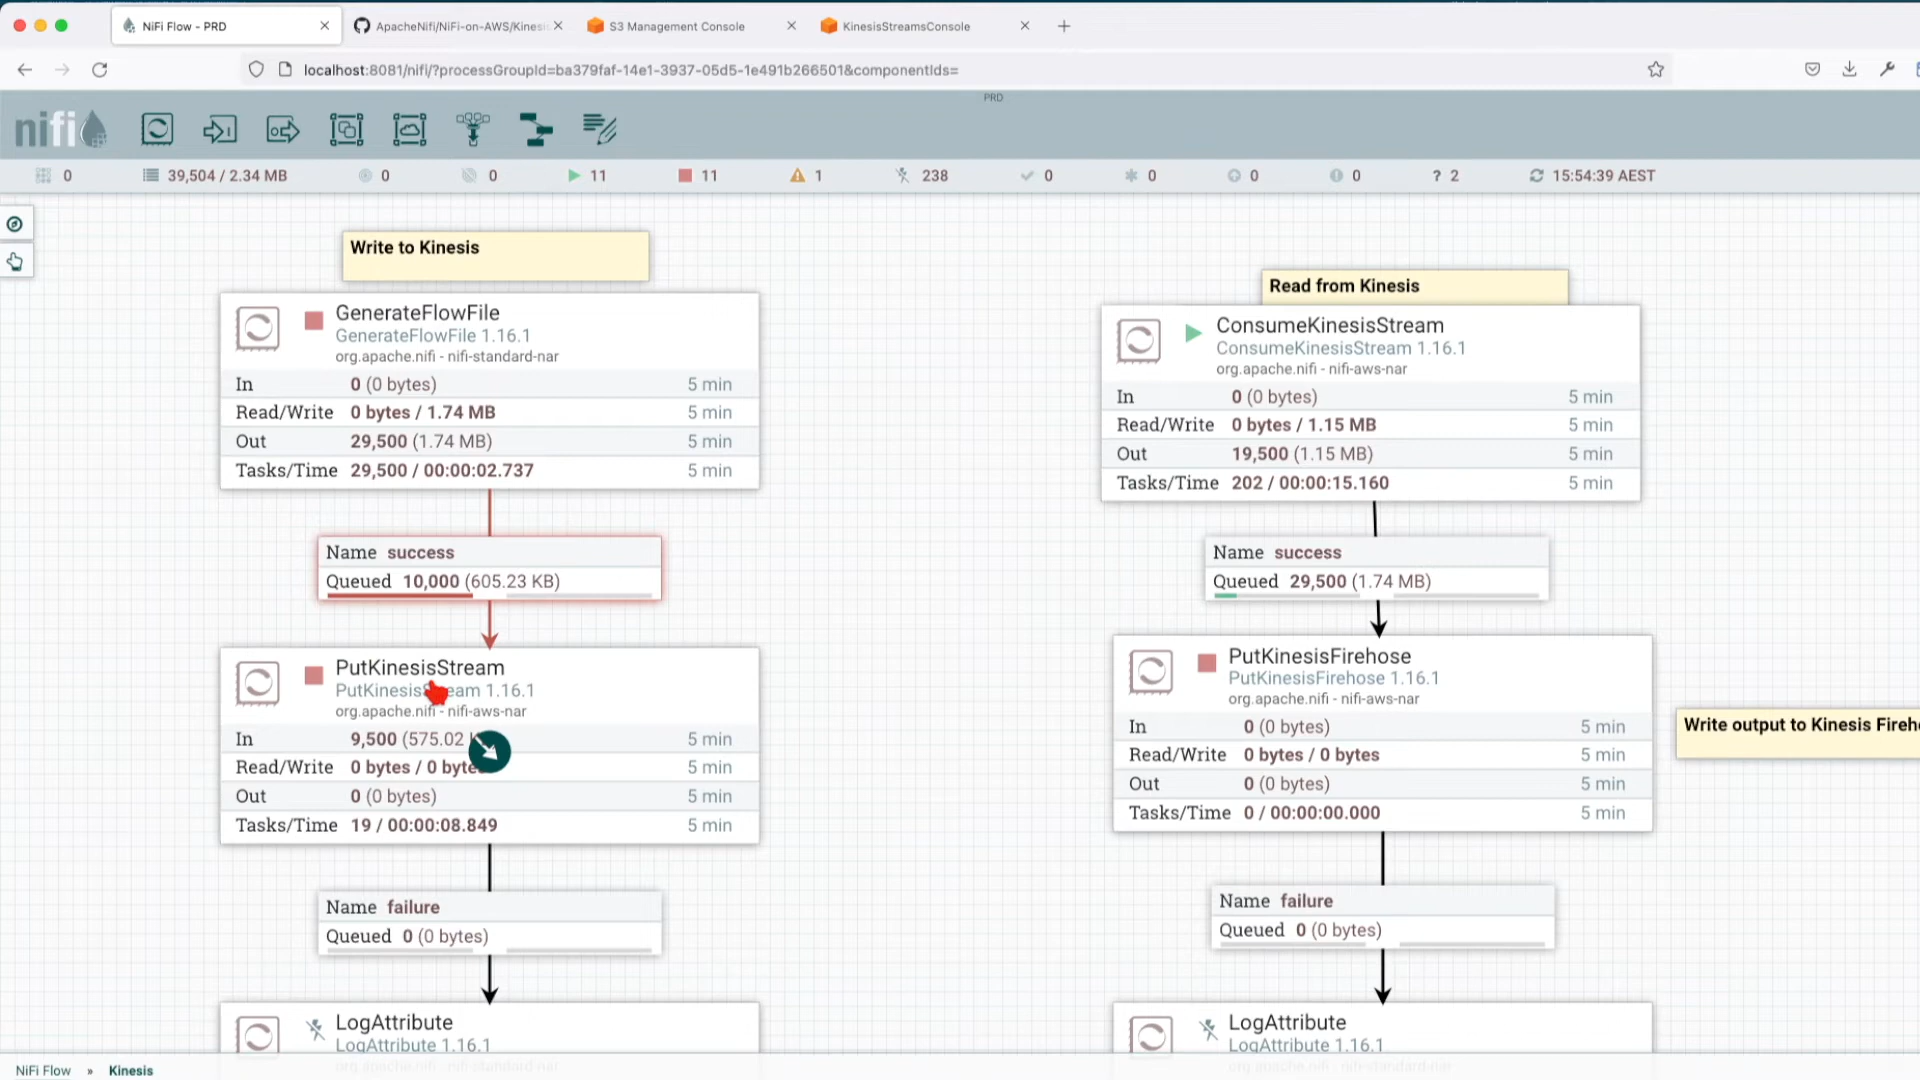 NiFi Flow - PRD
ApacheNifi/NiFi-on-AWS/Kinesi
S3 Management Console
KinesisStreamsConsole
localhost:8081/nifi/?processGroupId=ba379faf-14e1-3937-05d5-1e491b266501&componentIds=
PRD
nifi
0 39,504 / 2.34 MB 0 0 11 11 1 238 0 0 0 0 ? 2 15:54:39 AEST
Write to Kinesis
GenerateFlowFile
GenerateFlowFile 1.16.1
org.apache.nifi - nifi-standard-nar
In 0 (0 bytes) 5 min
Read/Write 0 bytes / 1.74 MB 5 min
Out 29,500 (1.74 MB) 5 min
Tasks/Time 29,500 / 00:00:02.737 5 min
Name success
Queued 10,000 (605.23 KB)
PutKinesisStream
PutKinesisStream 1.16.1
org.apache.nifi - nifi-aws-nar
In 9,500 (575.02 5 min
Read/Write 0 bytes / 0 bytes 5 min
Out 0 (0 bytes) 5 min
Tasks/Time 19 / 00:00:08.849 5 min
Name failure
Queued 0 (0 bytes)
LogAttribute
LogAttribute 1.16.1
Read from Kinesis
ConsumeKinesisStream
ConsumeKinesisStream 1.16.1
org.apache.nifi - nifi-aws-nar
In 0 (0 bytes) 5 min
Read/Write 0 bytes / 1.15 MB 5 min
Out 19,500 (1.15 MB) 5 min
Tasks/Time 202 / 00:00:15.160 5 min
Name success
Queued 29,500 (1.74 MB)
PutKinesisFirehose
PutKinesisFirehose 1.16.1
org.apache.nifi - nifi-aws-nar
In 0 (0 bytes) 5 min
Read/Write 0 bytes / 0 bytes 5 min
Out 0 (0 bytes) 5 min
Tasks/Time 0 / 00:00:00.000 5 min
Write output to Kinesis Fireh
Name failure
Queued 0 (0 bytes)
LogAttribute
LogAttribute 1.16.1
NiFi Flow » Kinesis